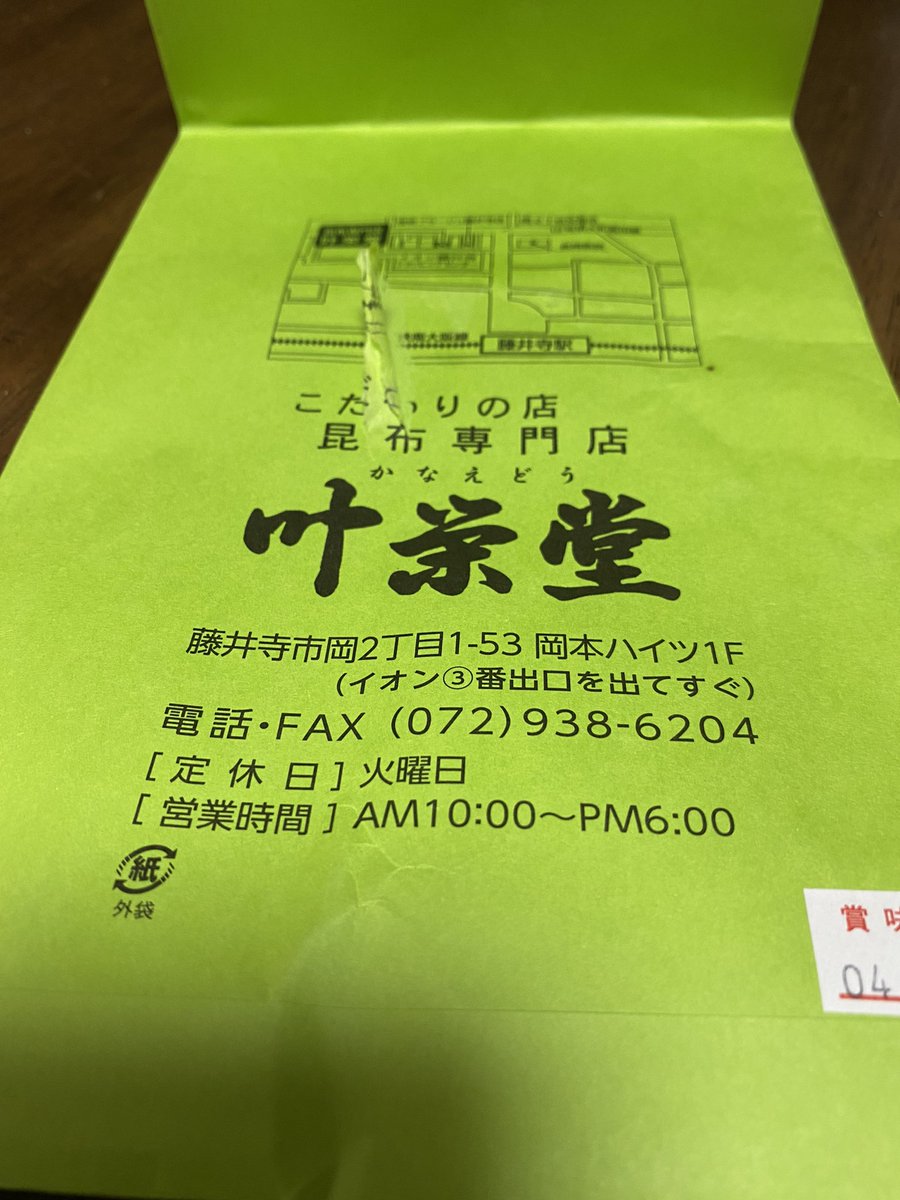 藤井寺駅
こだわりの店
昆布専門店
かなえどう
叶栄堂
藤井寺市岡2丁目1-53 岡本ハイツ1F
(イオン③番出口を出てすぐ)
電話・FAX (072)938-6204
[定休日]火曜日
[営業時間]AM10:00～PM6:00
紙
外袋
賞味
04